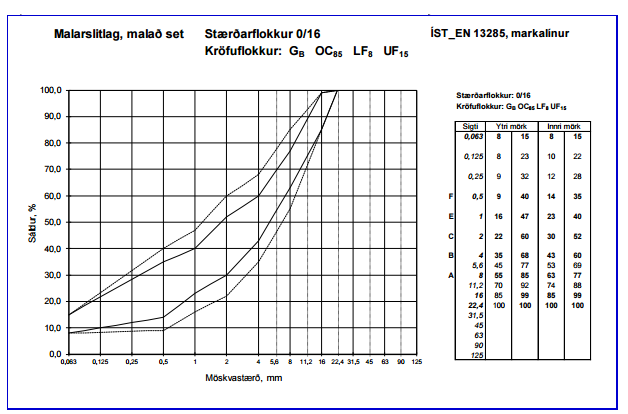 Malarslitlag, malað set Stærðarflokkur 0/16 ÍST_EN 13285, markalínur
Kröfuflokkur: GB OC85 LF8 UF15
Stærðarflokkur: 0/16
Kröfuflokkur: GB OC85 LF8 UF15
Sigti Ytri mörk Innri mörk
0,063 8 15 8 15
0,125 8 23 10 22
0,25 9 32 12 28
F 0,5 9 40 14 35
E 1 16 47 23 40
C 2 22 60 30 52
B 4 35 68 43 60
5,6 45 77 53 69
A 8 55 85 63 77
11,2 70 92 74 88
16 85 99 85 99
22,4 100 100 100 100
31,5
45
63
90
125
Sáldur, %
100,0
90,0
80,0
70,0
60,0
50,0
40,0
30,0
20,0
10,0
0,0
0,063 0,125 0,25 0,5 1 2 4 5,6 8 11,2 16 22,4 31,5 45 63 90 125
Möskvastærð, mm